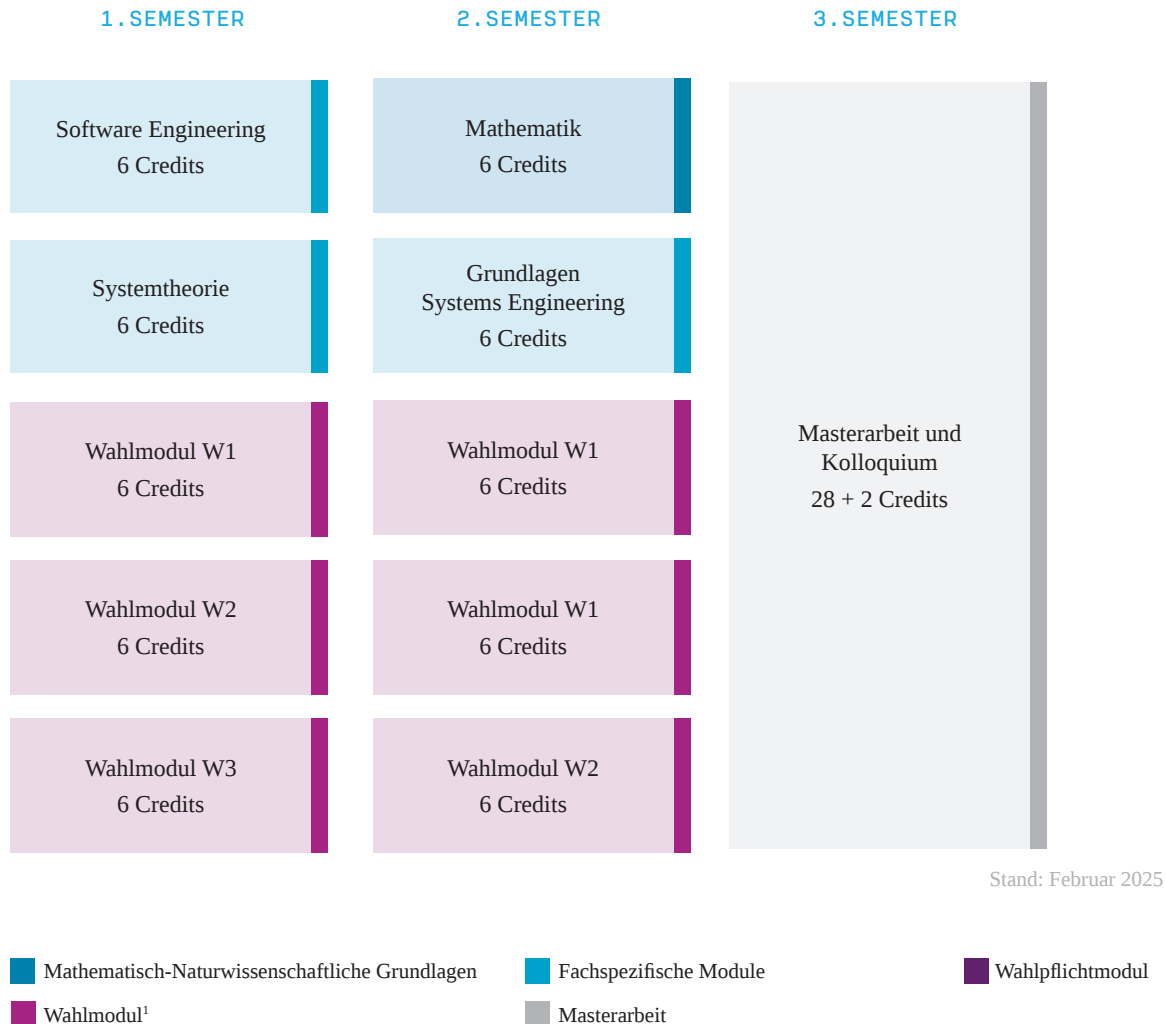 1.SEMESTER
2.SEMESTER
3.SEMESTER
Software Engineering
6 Credits
Systemtheorie
6 Credits
Wahlmodul W1
6 Credits
Wahlmodul W2
6 Credits
Wahlmodul W3
6 Credits
Mathematik
6 Credits
Grundlagen
Systems Engineering
6 Credits
Wahlmodul W1
6 Credits
Wahlmodul W1
6 Credits
Wahlmodul W2
6 Credits
Masterarbeit und
Kolloquium
28 + 2 Credits
Stand: Februar 2025
Mathematisch-Naturwissenschaftliche Grundlagen
Fachspezifische Module
Wahlpflichtmodul
Wahlmodul¹
Masterarbeit